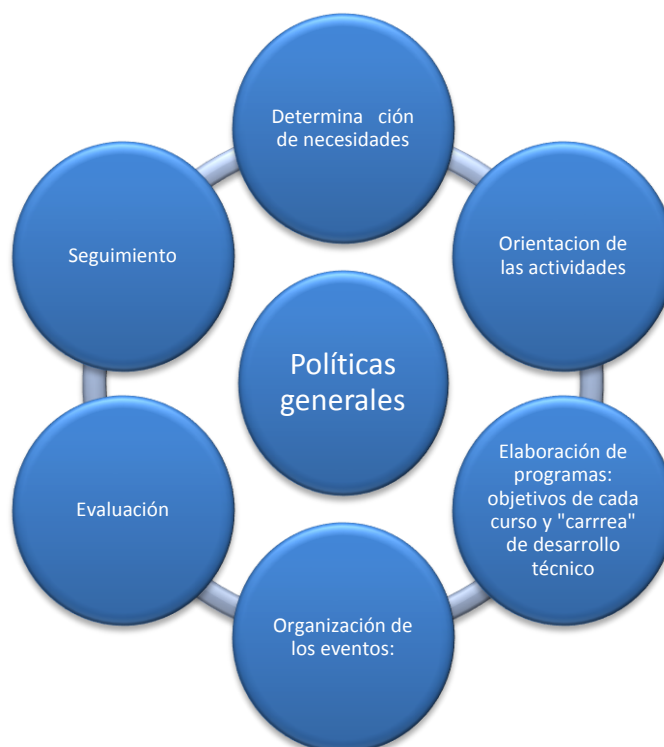 Determina ción
de necesidades
Orientacion de
las actividades
Elaboración de
programas:
objetivos de cada
curso y "carrrea"
de desarrollo
técnico
Organización de
los eventos:
Evaluación
Seguimiento
Políticas
generales